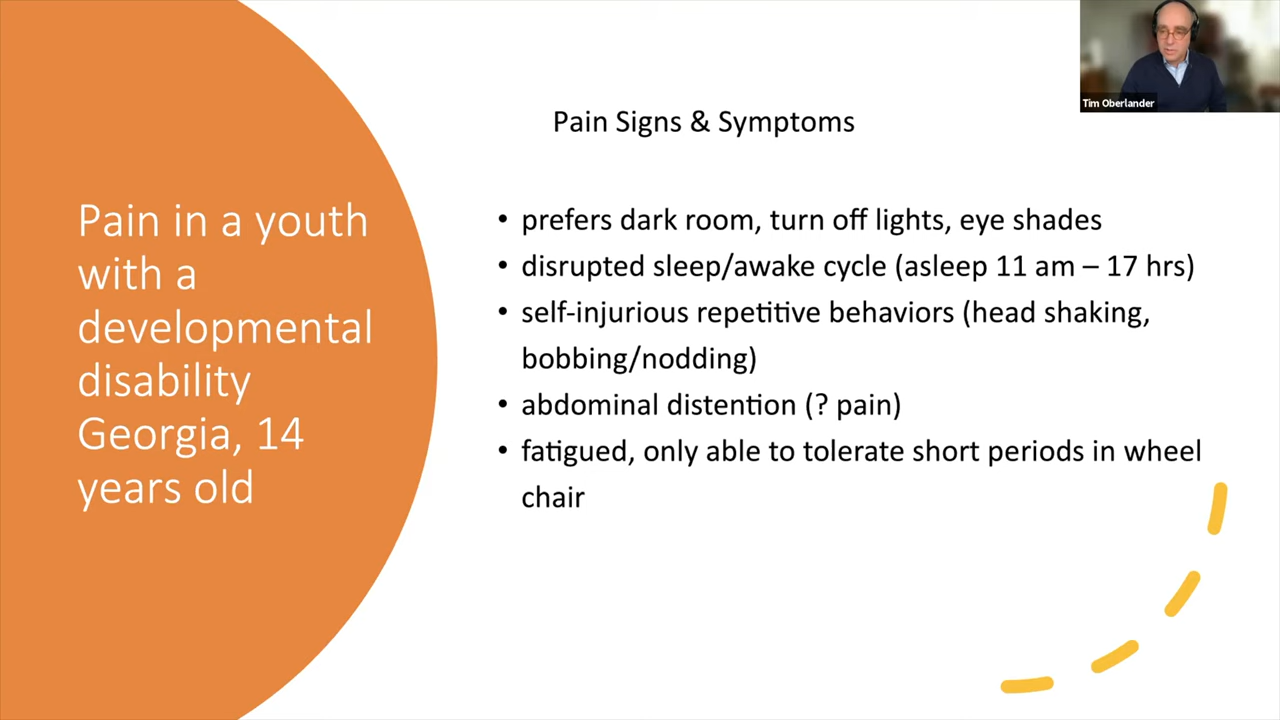 Tim Oberlander
Pain Signs & Symptoms
Pain in a youth
with a
developmental
disability
Georgia, 14
years old
• prefers dark room, turn off lights, eye shades
• disrupted sleep/awake cycle (asleep 11 am – 17 hrs)
• self-injurious repetitive behaviors (head shaking,
bobbing/nodding)
• abdominal distention (? pain)
• fatigued, only able to tolerate short periods in wheel
chair